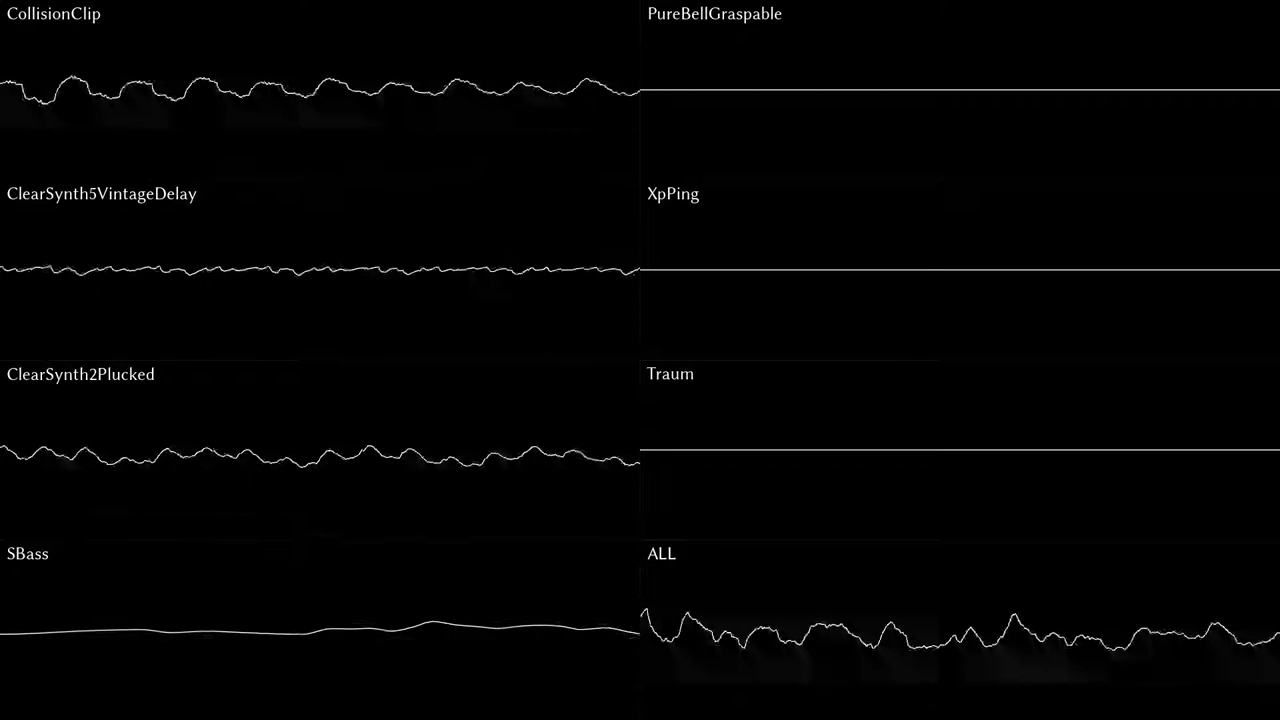 CollisionClip
PureBellGraspable
ClearSynth5VintageDelay
XpPing
ClearSynth2Plucked
Traum
SBass
ALL